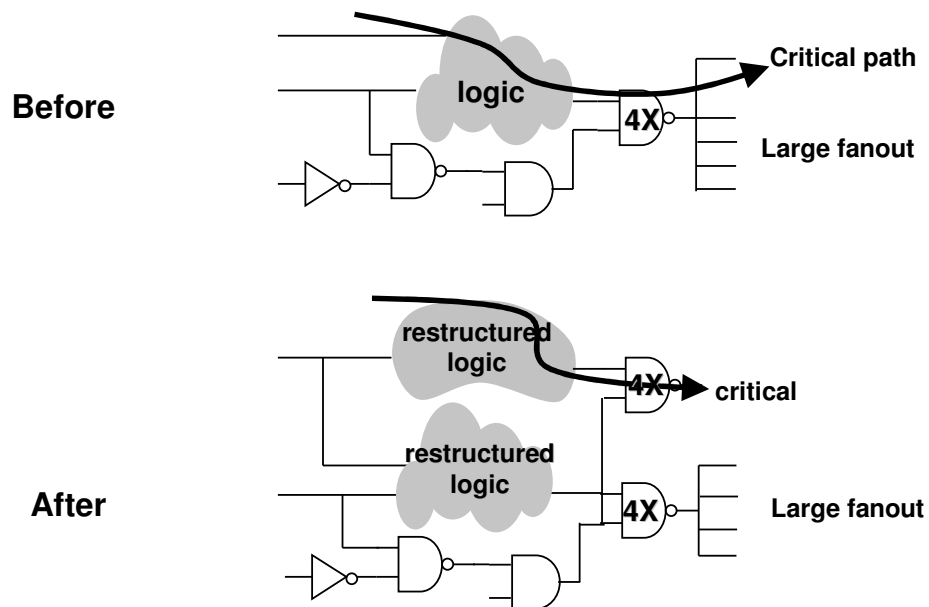 Before
logic
4X
Critical path
Large fanout
After
restructured
logic
4X
critical
restructured
logic
4X
Large fanout